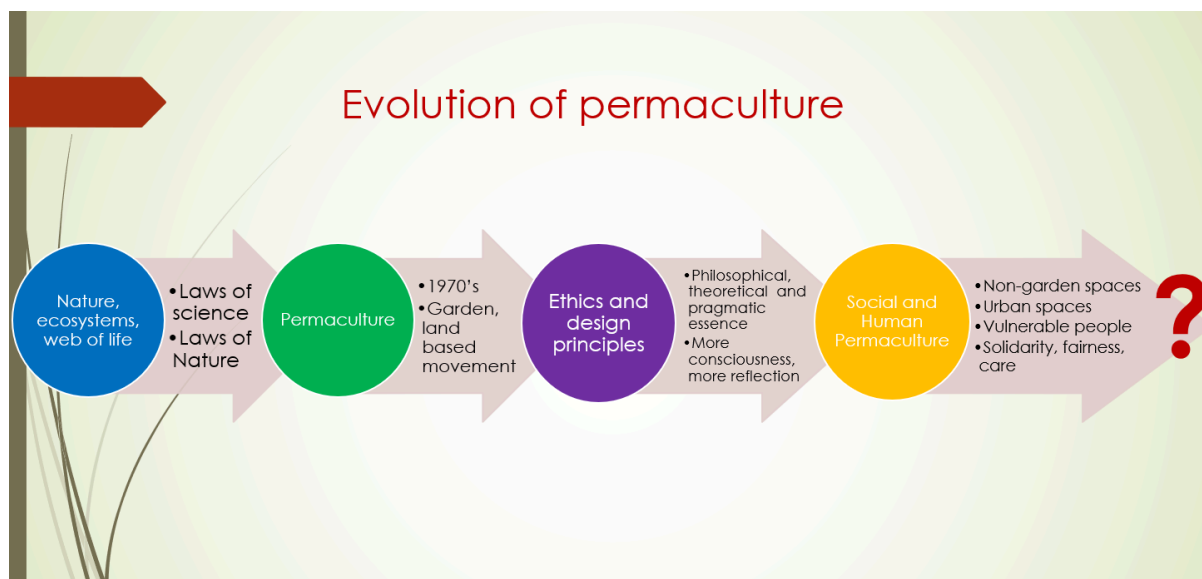 Evolution of permaculture
Nature,
ecosystems,
web of life
•Laws of
science
•Laws of
Nature
Permaculture
•1970's
•Garden,
land
based
movement
Ethics and
design
principles
•Philosophical,
theoretical and
pragmatic
essence
•More
consciousness,
more reflection
Social and
Human
Permaculture
•Non-garden spaces
•Urban spaces
•Vulnerable people
•Solidarity, fairness,
care
?